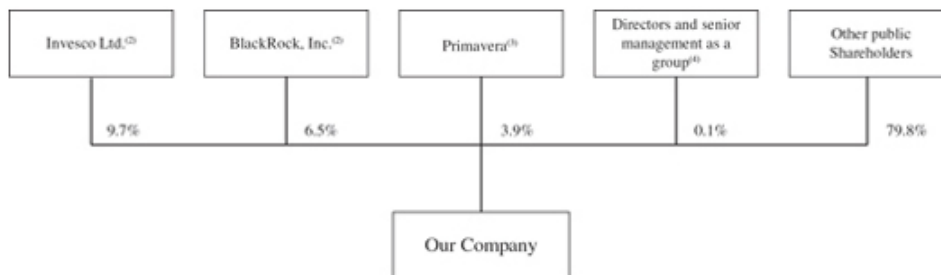 Invesco Ltd.⁽²⁾
BlackRock, Inc.⁽²⁾
Primavera⁽³⁾
Directors and senior
management as a
group⁽⁴⁾
Other public
Shareholders
9.7%
6.5%
3.9%
0.1%
79.8%
Our Company